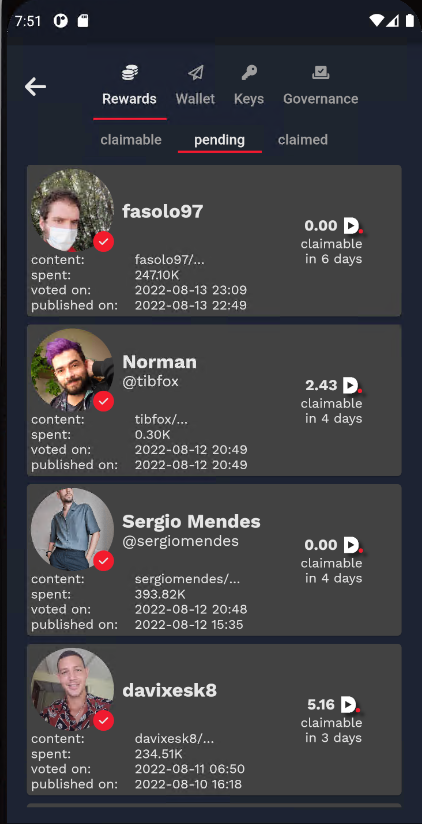 7:51
Rewards Wallet Keys Governance
claimable pending claimed
fasolo97
0.00
claimable
in 6 days
content: fasolo97/...
spent: 247.10K
voted on: 2022-08-13 23:09
published on: 2022-08-13 22:49
Norman
@tibfox
2.43
claimable
in 4 days
content: tibfox/...
spent: 0.30K
voted on: 2022-08-12 20:49
published on: 2022-08-12 20:49
Sergio Mendes
@sergiomendes
0.00
claimable
in 4 days
content: sergiomendes/...
spent: 393.82K
voted on: 2022-08-12 20:48
published on: 2022-08-12 15:35
davixesk8
5.16
claimable
in 3 days
content: davixesk8/...
spent: 234.51K
voted on: 2022-08-11 06:50
published on: 2022-08-10 16:18